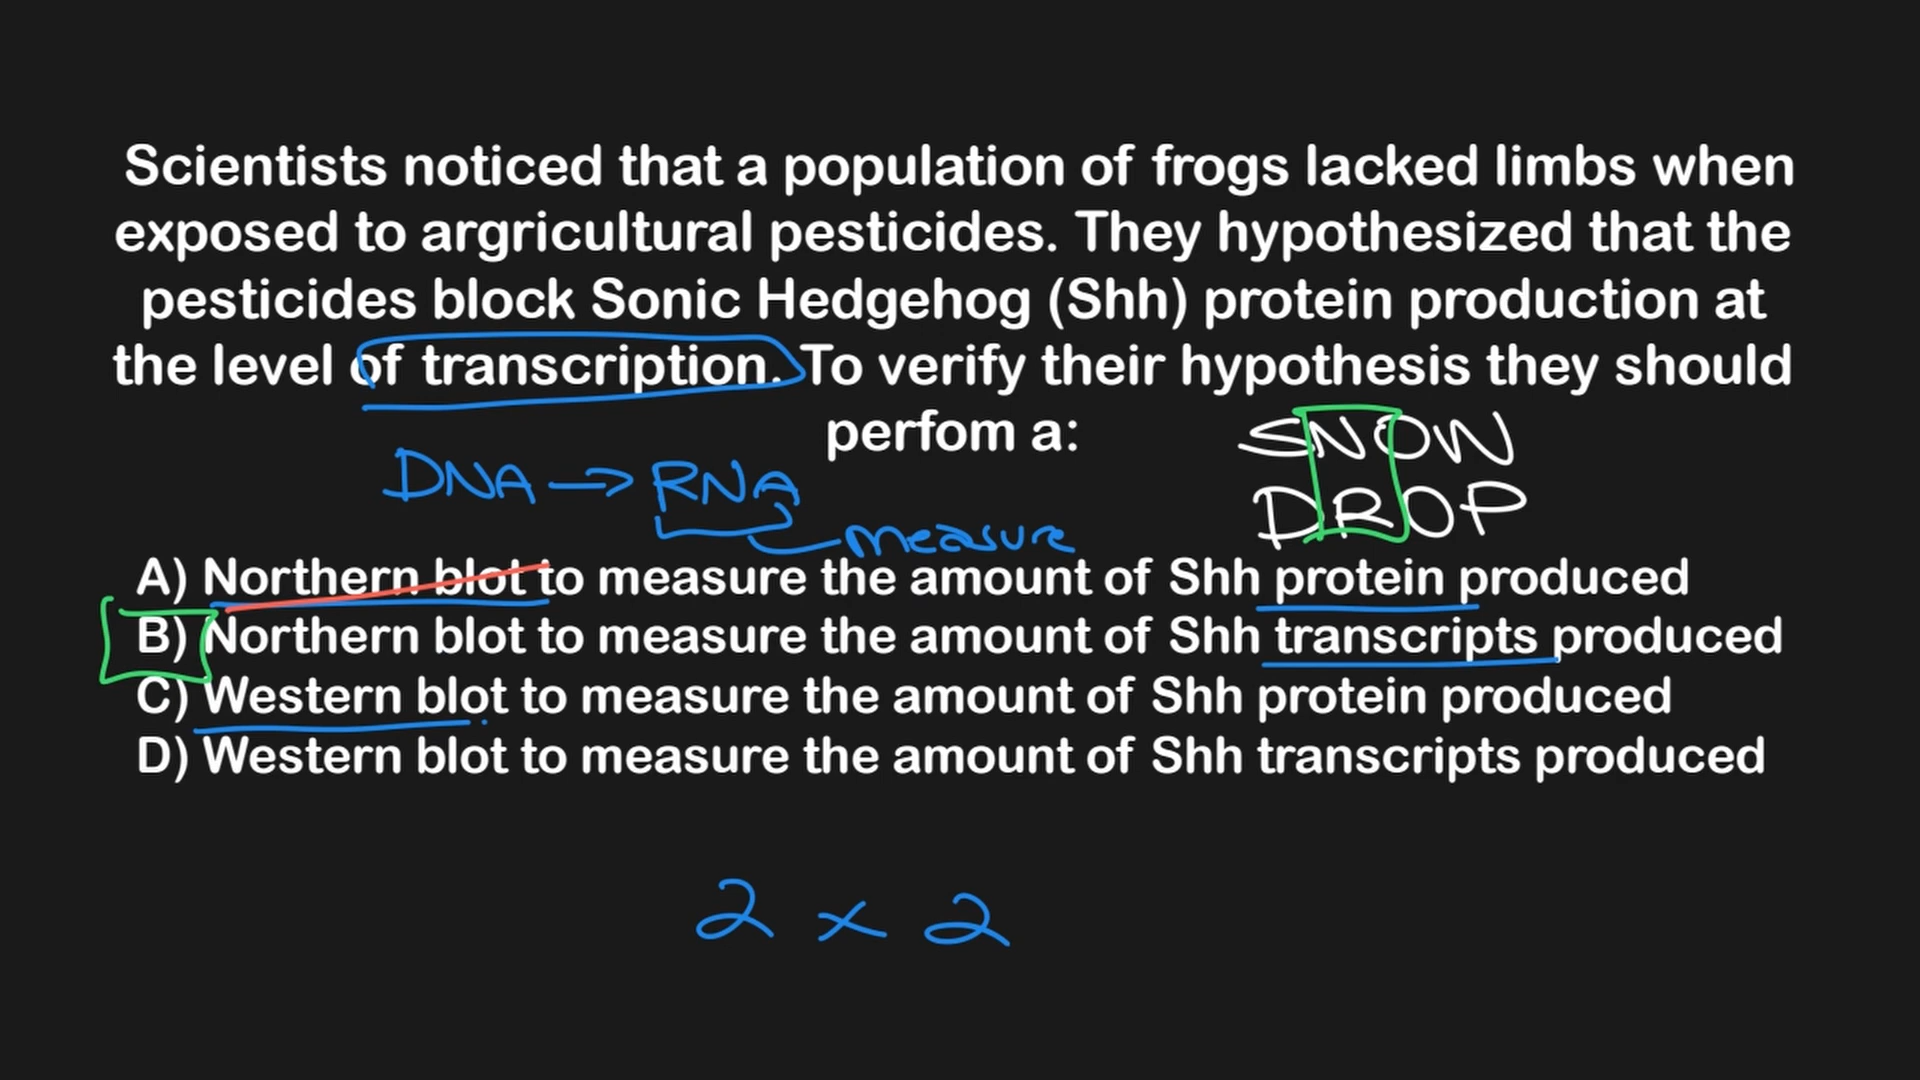 Scientists noticed that a population of frogs lacked limbs when
exposed to argricultural pesticides. They hypothesized that the
pesticides block Sonic Hedgehog (Shh) protein production at
the level of transcription. To verify their hypothesis they should
perfom a:
SNOW
DNA → RNA
DROP
measure
A) Northern blot to measure the amount of Shh protein produced
B) Northern blot to measure the amount of Shh transcripts produced
C) Western blot to measure the amount of Shh protein produced
D) Western blot to measure the amount of Shh transcripts produced
2 x 2